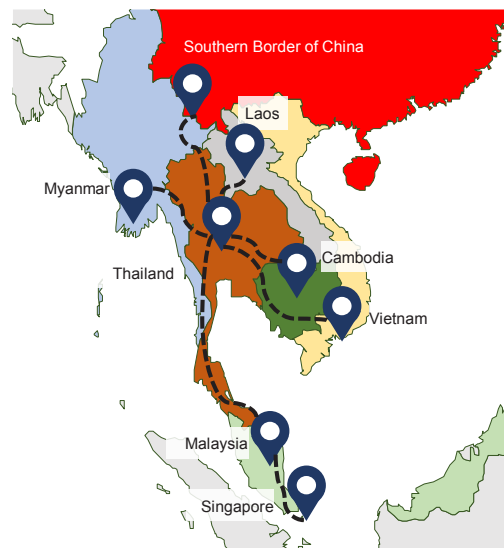 Southern Border of China
Laos
Myanmar
Cambodia
Thailand
Vietnam
Malaysia
Singapore